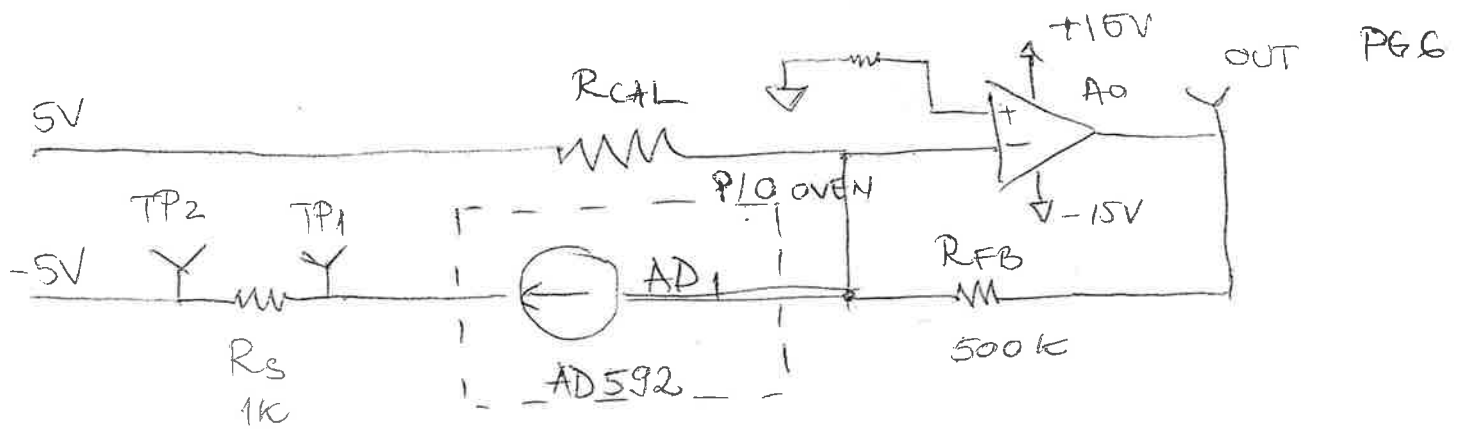 +15V
OUT PG6
RCAL
A0
5V
+
−
P/O OVEN
-15V
TP2 TP1
RFB
-5V
AD1
500K
RS
1K
AD592